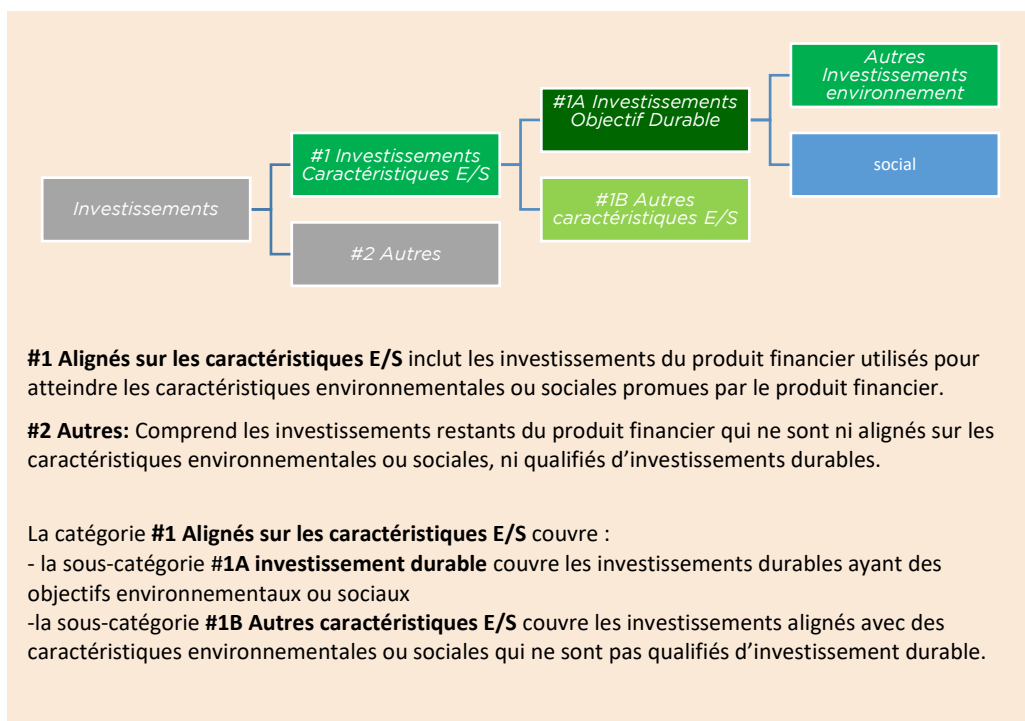 Autres
Investissements
environnement
#1A Investissements
Objectif Durable
#1 Investissements
Caractéristiques E/S
social
Investissements
#1B Autres
caractéristiques E/S
#2 Autres
#1 Alignés sur les caractéristiques E/S inclut les investissements du produit financier utilisés pour
atteindre les caractéristiques environnementales ou sociales promues par le produit financier.
#2 Autres: Comprend les investissements restants du produit financier qui ne sont ni alignés sur les
caractéristiques environnementales ou sociales, ni qualifiés d’investissements durables.
La catégorie #1 Alignés sur les caractéristiques E/S couvre :
- la sous-catégorie #1A investissement durable couvre les investissements durables ayant des
objectifs environnementaux ou sociaux
-la sous-catégorie #1B Autres caractéristiques E/S couvre les investissements alignés avec des
caractéristiques environnementales ou sociales qui ne sont pas qualifiés d’investissement durable.